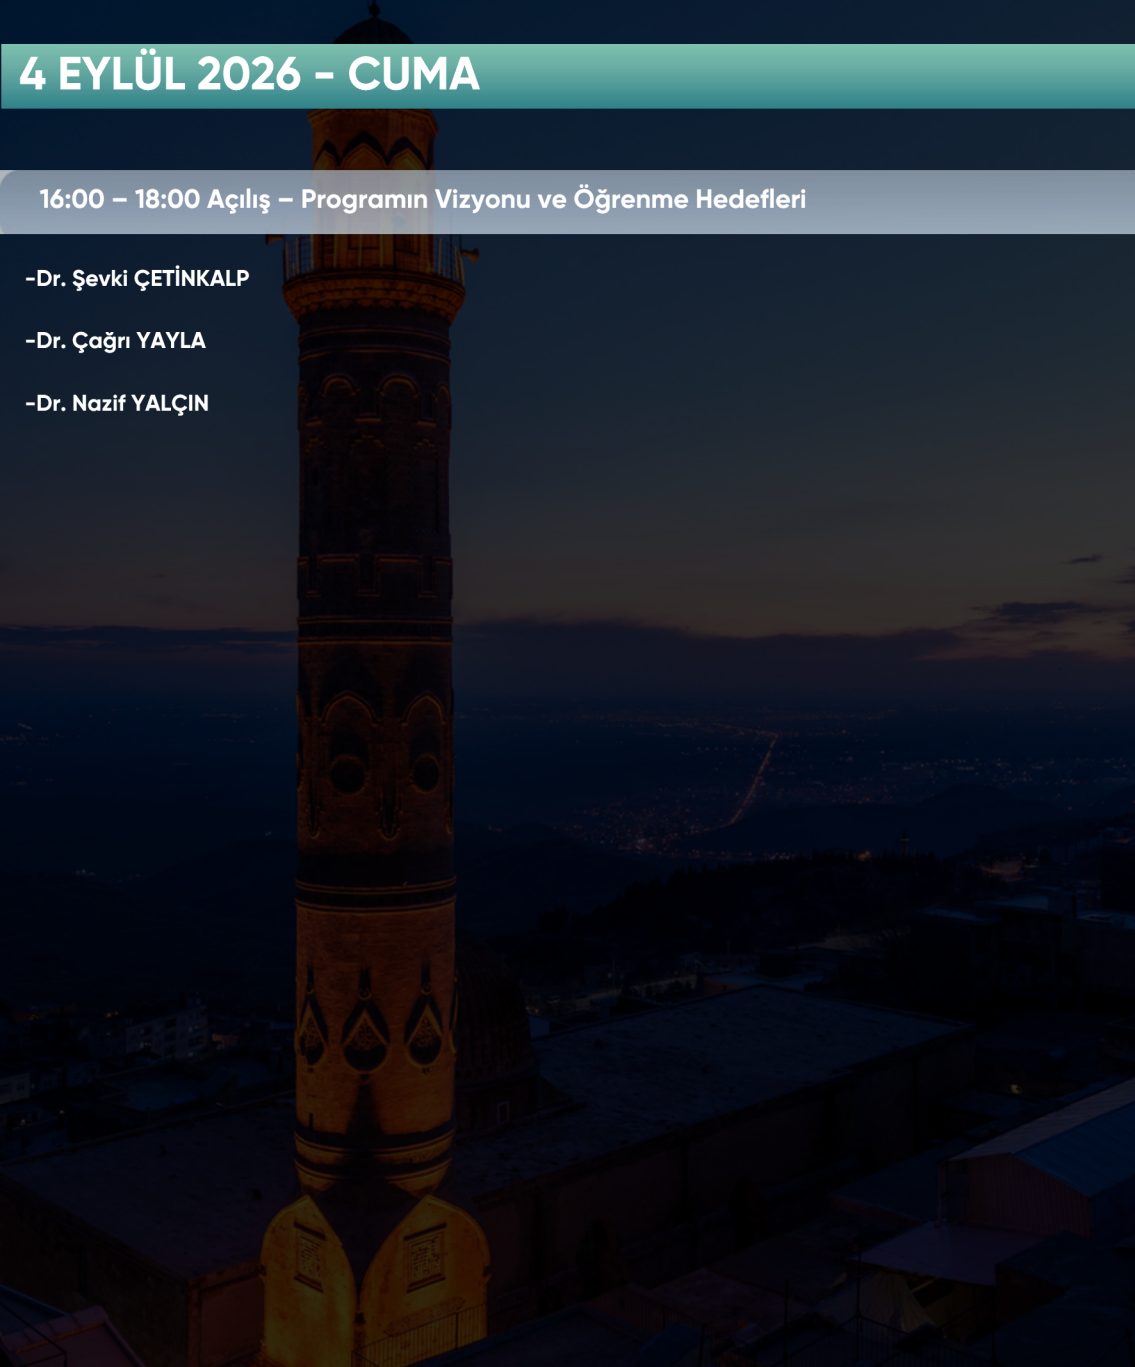 4 EYLÜL 2026 - CUMA
16:00 – 18:00 Açılış – Programın Vizyonu ve Öğrenme Hedefleri
-Dr. Şevki ÇETİNKALP
-Dr. Çağrı YAYLA
-Dr. Nazif YALÇIN